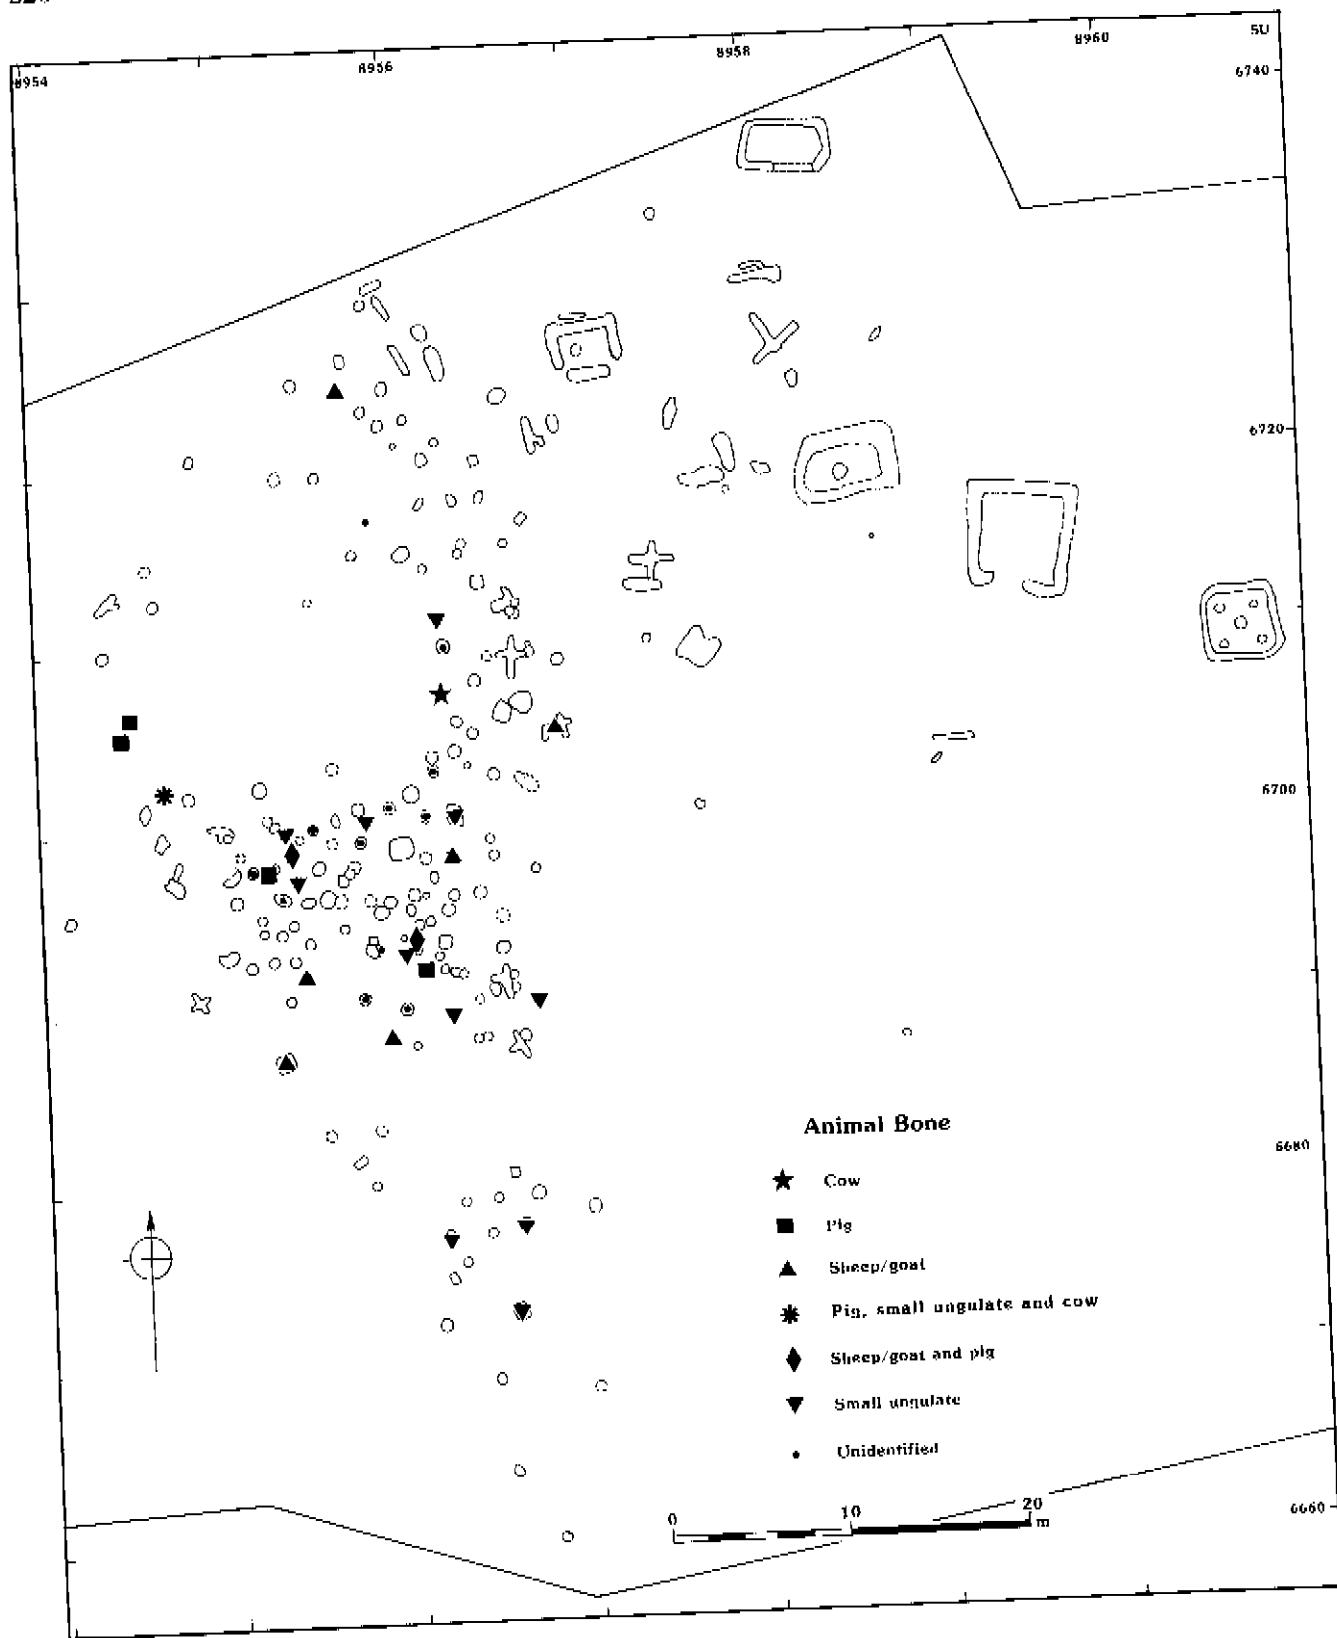 8954
8956
8958
8960
SU
6740
6720
6700
6680
6660
Animal Bone
Cow
Pig
Sheep/goat
Pig, small ungulate and cow
Sheep/goat and pig
Small ungulate
Unidentified
0
10
20
m